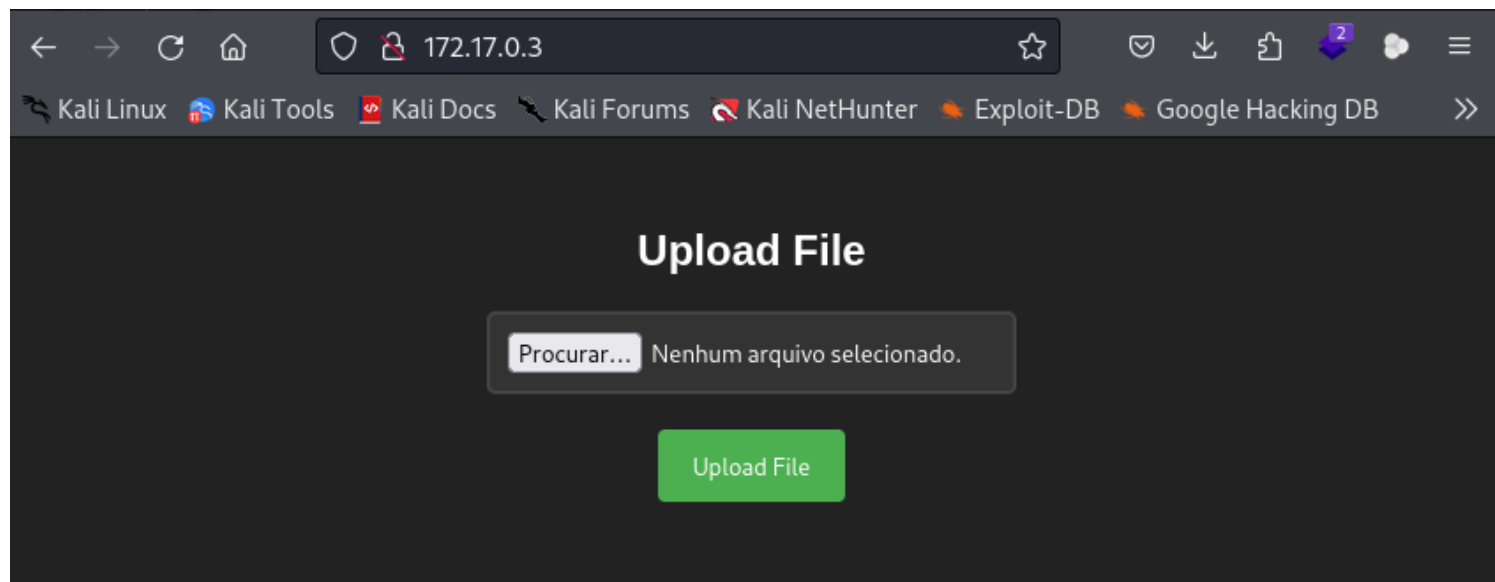 172.17.0.3
2
Kali Linux Kali Tools Kali Docs Kali Forums Kali NetHunter Exploit-DB Google Hacking DB
Upload File
Procurar... Nenhum arquivo selecionado.
Upload File